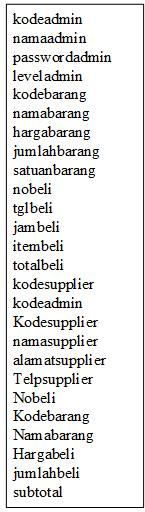 kodeadmin
namaadmin
passwordadmin
leveladmin
kodebarang
namabarang
hargabarang
jumlahbarang
satuanbarang
nobeli
tglbeli
jambeli
itembeli
totalbeli
kodesupplier
kodeadmin
Kodesupplier
namasupplier
alamatsupplier
Telpsupplier
Nobeli
Kodebarang
Namabarang
Hargabeli
jumlahbeli
subtotal